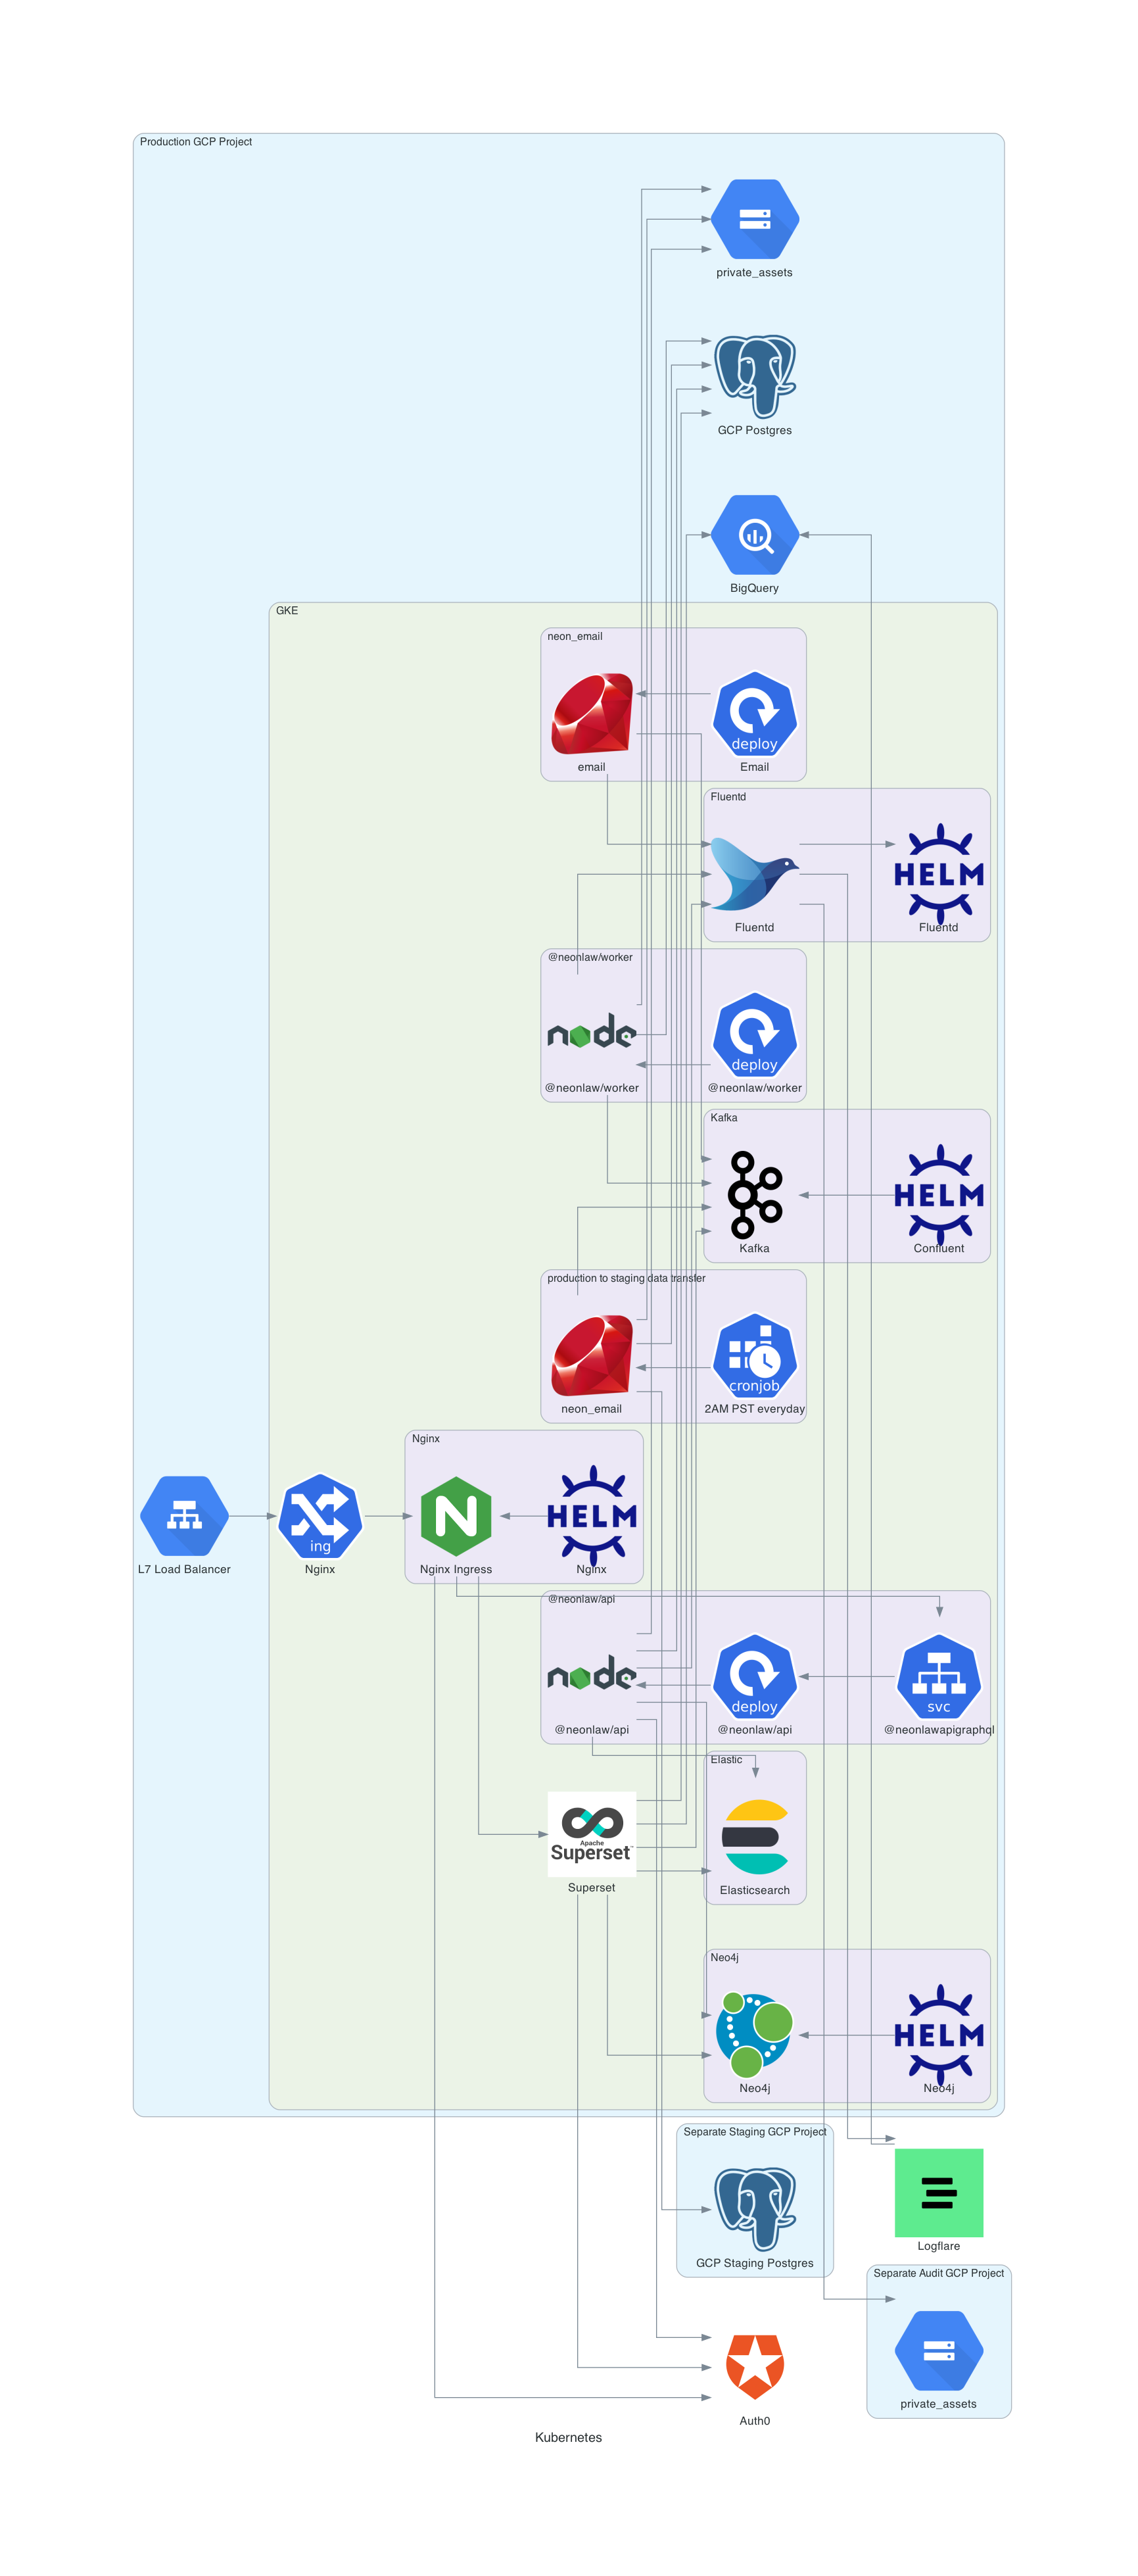 Production GCP Project
private_assets
GCP Postgres
BigQuery
GKE
neon_email
deploy
email
Email
Fluentd
HELM
Fluentd
Fluentd
@neonlaw/worker
node
deploy
@neonlaw/worker
@neonlaw/worker
Kafka
HELM
Kafka
Confluent
production to staging data transfer
cronjob
neon_email
2AM PST everyday
Nginx
ing
HELM
L7 Load Balancer
Nginx
Nginx Ingress
Nginx
@neonlaw/api
node
deploy
svc
@neonlaw/api
@neonlaw/api
@neonlawapigraphql
Elastic
Apache
Superset™
Superset
Elasticsearch
Neo4j
HELM
Neo4j
Neo4j
Separate Staging GCP Project
GCP Staging Postgres
Logflare
Separate Audit GCP Project
private_assets
Auth0
Kubernetes